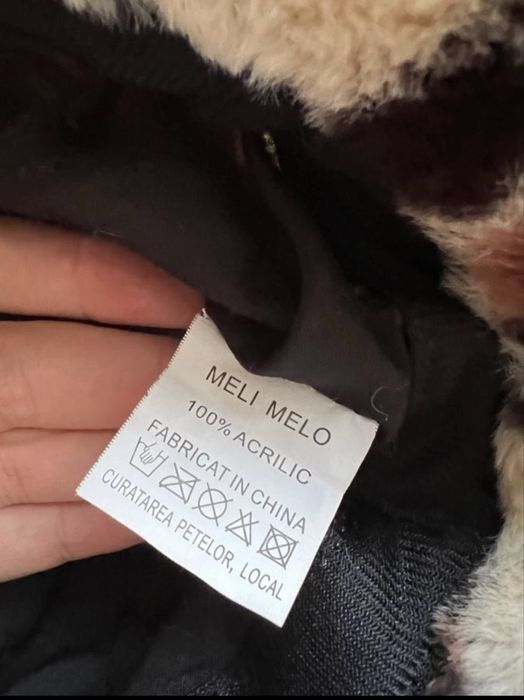 MELI MELO
100% ACRILIC
FABRICAT IN CHINA
CURATAREA PETELOR, LOCAL